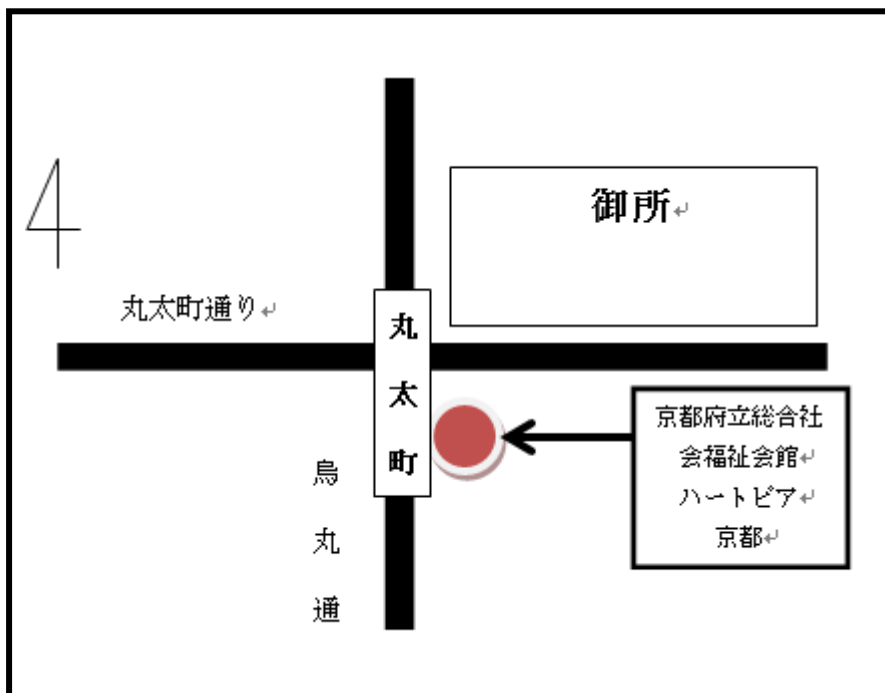 御所
丸太町通り
丸太町
京都府立総合社
会福祉会館
ハートピア
京都
烏丸通